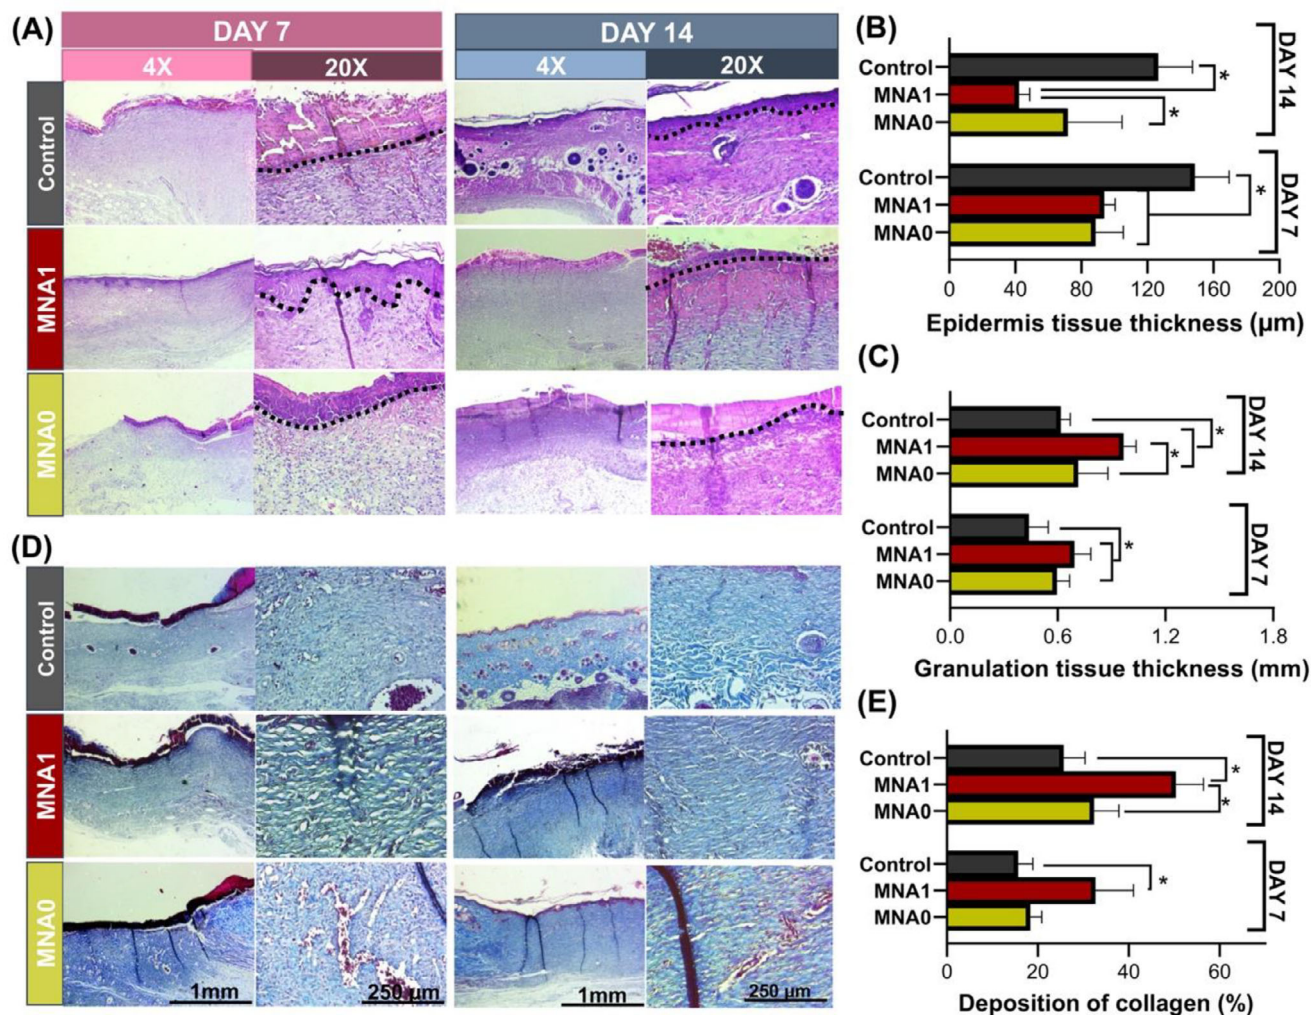 (A)
DAY 7
DAY 14
4X
20X
4X
20X
Control
MNA1
MNA0
(B)
Control
MNA1
MNA0
DAY 14
*
*
Control
MNA1
MNA0
DAY 7
*
0 40 80 120 160 200
Epidermis tissue thickness (µm)
(C)
Control
MNA1
MNA0
DAY 14
*
*
Control
MNA1
MNA0
DAY 7
*
0.0 0.6 1.2 1.8
Granulation tissue thickness (mm)
(D)
Control
MNA1
MNA0
1mm
250 µm
1mm
250 µm
(E)
Control
MNA1
MNA0
DAY 14
*
*
Control
MNA1
MNA0
DAY 7
*
0 20 40 60
Deposition of collagen (%)